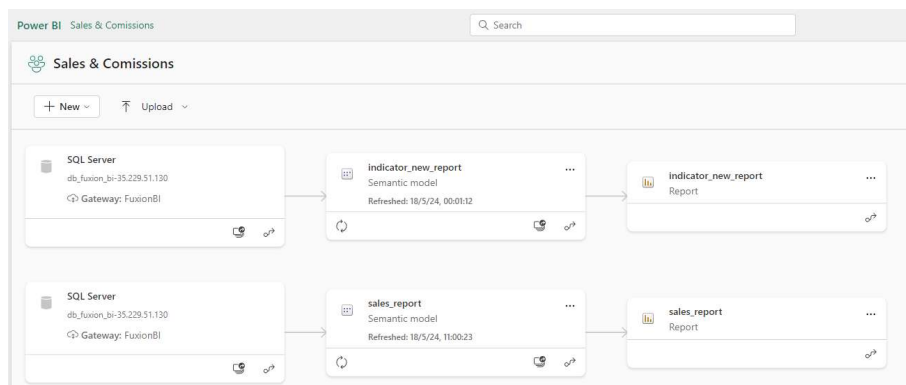 Power BI Sales & Comissions
Search
Sales & Comissions
New
Upload
SQL Server
db_fuxion_bi-35.229.51.130
Gateway: FuxionBI
indicator_new_report
Semantic model
Refreshed: 18/5/24, 00:01:12
indicator_new_report
Report
SQL Server
db_fuxion_bi-35.229.51.130
Gateway: FuxionBI
sales_report
Semantic model
Refreshed: 18/5/24, 11:00:23
sales_report
Report